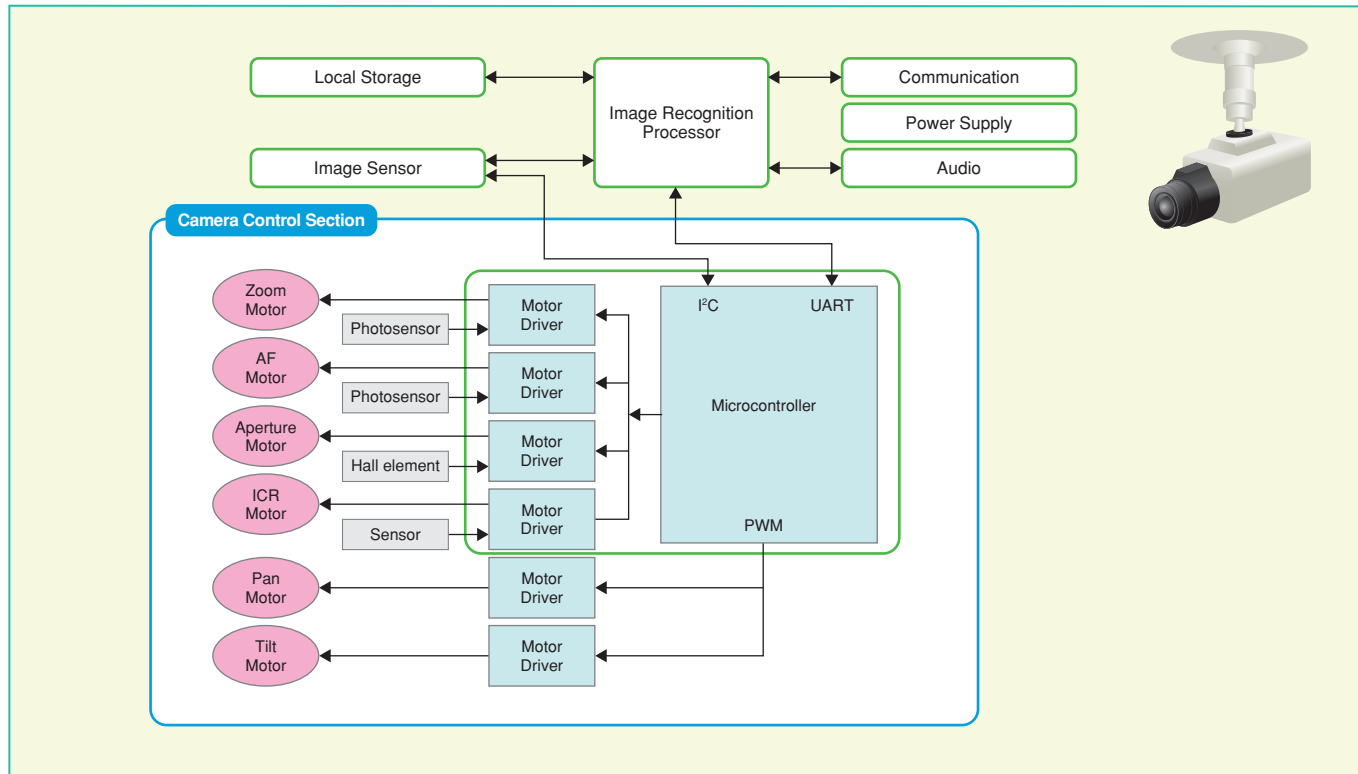 Local Storage
Image Recognition
Processor
Communication
Power Supply
Image Sensor
Audio
Camera Control Section
Zoom
Motor
Photosensor
Motor
Driver
I²C
UART
AF
Motor
Photosensor
Motor
Driver
Microcontroller
Aperture
Motor
Hall element
Motor
Driver
ICR
Motor
Sensor
Motor
Driver
PWM
Pan
Motor
Motor
Driver
Tilt
Motor
Motor
Driver